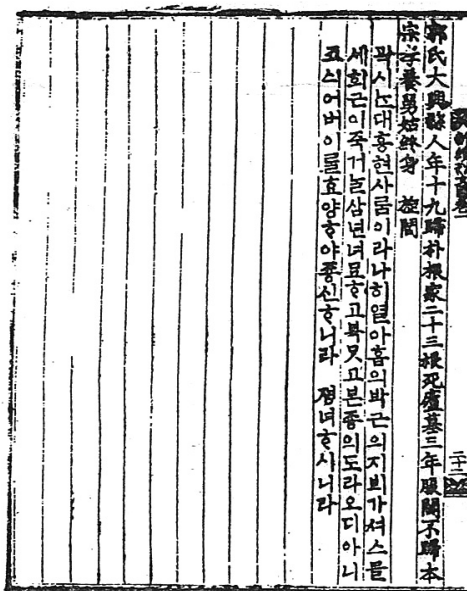 郭氏大興縣人年十九歸朴根家二十三根死廬墓三年服闋不歸本
宗孝養舅姑終身 旌閭
곽시ᄂᆞᆫ대흥현사ᄅᆞᆷ이라나히열아홉의박근의지븨가셔스믈
세희근이죽거ᄂᆞᆯ삼년녀묘ᄒᆞ고복ᄆᆞᆺ고본종의도라오디아니
코싀어버이ᄅᆞᆯ효양ᄒᆞ야죵신ᄒᆞ니라 졍녀ᄒᆞ시니라
二十二